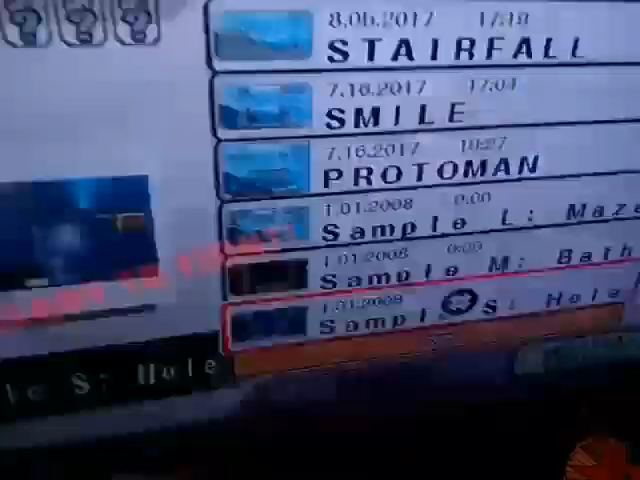 8.06.2017 17:18
STAIRFALL
7.16.2017 17:04
SMILE
7.16.2017 10:27
PROTOMAN
1.01.2008 0:00
Sample L: Maze
1.01.2008 0:00
Sample M: Bath
1.01.2008
Sample S: Hole
S: Hole